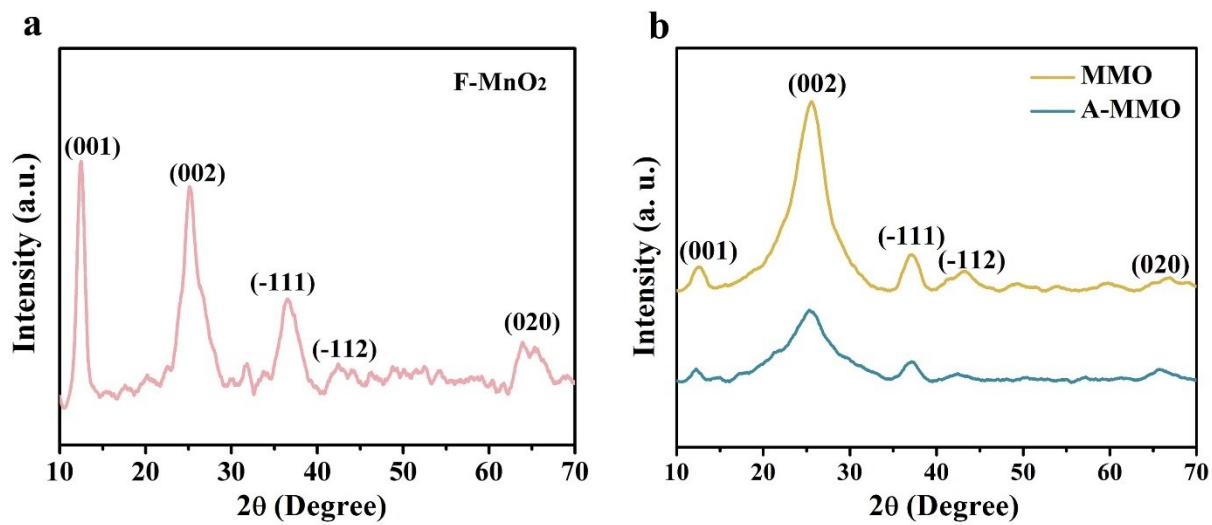 a
F-MnO₂
(001)
(002)
(-111)
(-112)
(020)
Intensity (a.u.)
10 20 30 40 50 60 70
2θ (Degree)
b
MMO
A-MMO
(002)
(001)
(-111)
(-112)
(020)
Intensity (a. u.)
10 20 30 40 50 60 70
2θ (Degree)